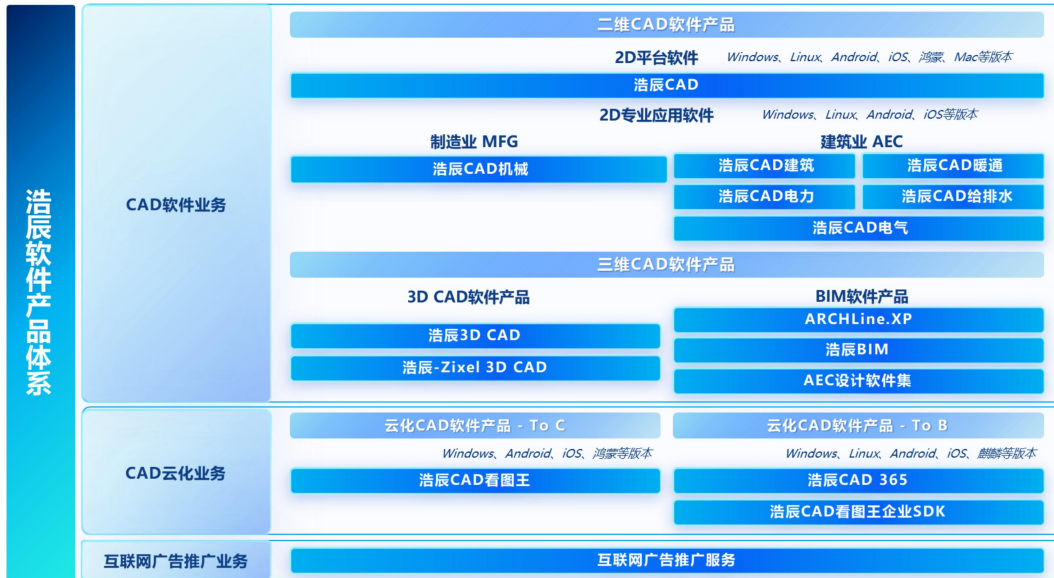 浩辰软件产品体系
CAD软件业务
二维CAD软件产品
2D平台软件 Windows、Linux、Android、iOS、鸿蒙、Mac等版本
浩辰CAD
2D专业应用软件 Windows、Linux、Android、iOS等版本
制造业 MFG
建筑业 AEC
浩辰CAD机械
浩辰CAD建筑
浩辰CAD暖通
浩辰CAD电力
浩辰CAD给排水
浩辰CAD电气
三维CAD软件产品
3D CAD软件产品
浩辰3D CAD
浩辰-Zixel 3D CAD
BIM软件产品
ARCHLine.XP
浩辰BIM
AEC设计软件集
CAD云化业务
云化CAD软件产品 - To C
Windows、Android、iOS、鸿蒙等版本
浩辰CAD看图王
云化CAD软件产品 - To B
Windows、Linux、Android、iOS、麒麟等版本
浩辰CAD 365
浩辰CAD看图王企业SDK
互联网广告推广业务
互联网广告推广服务